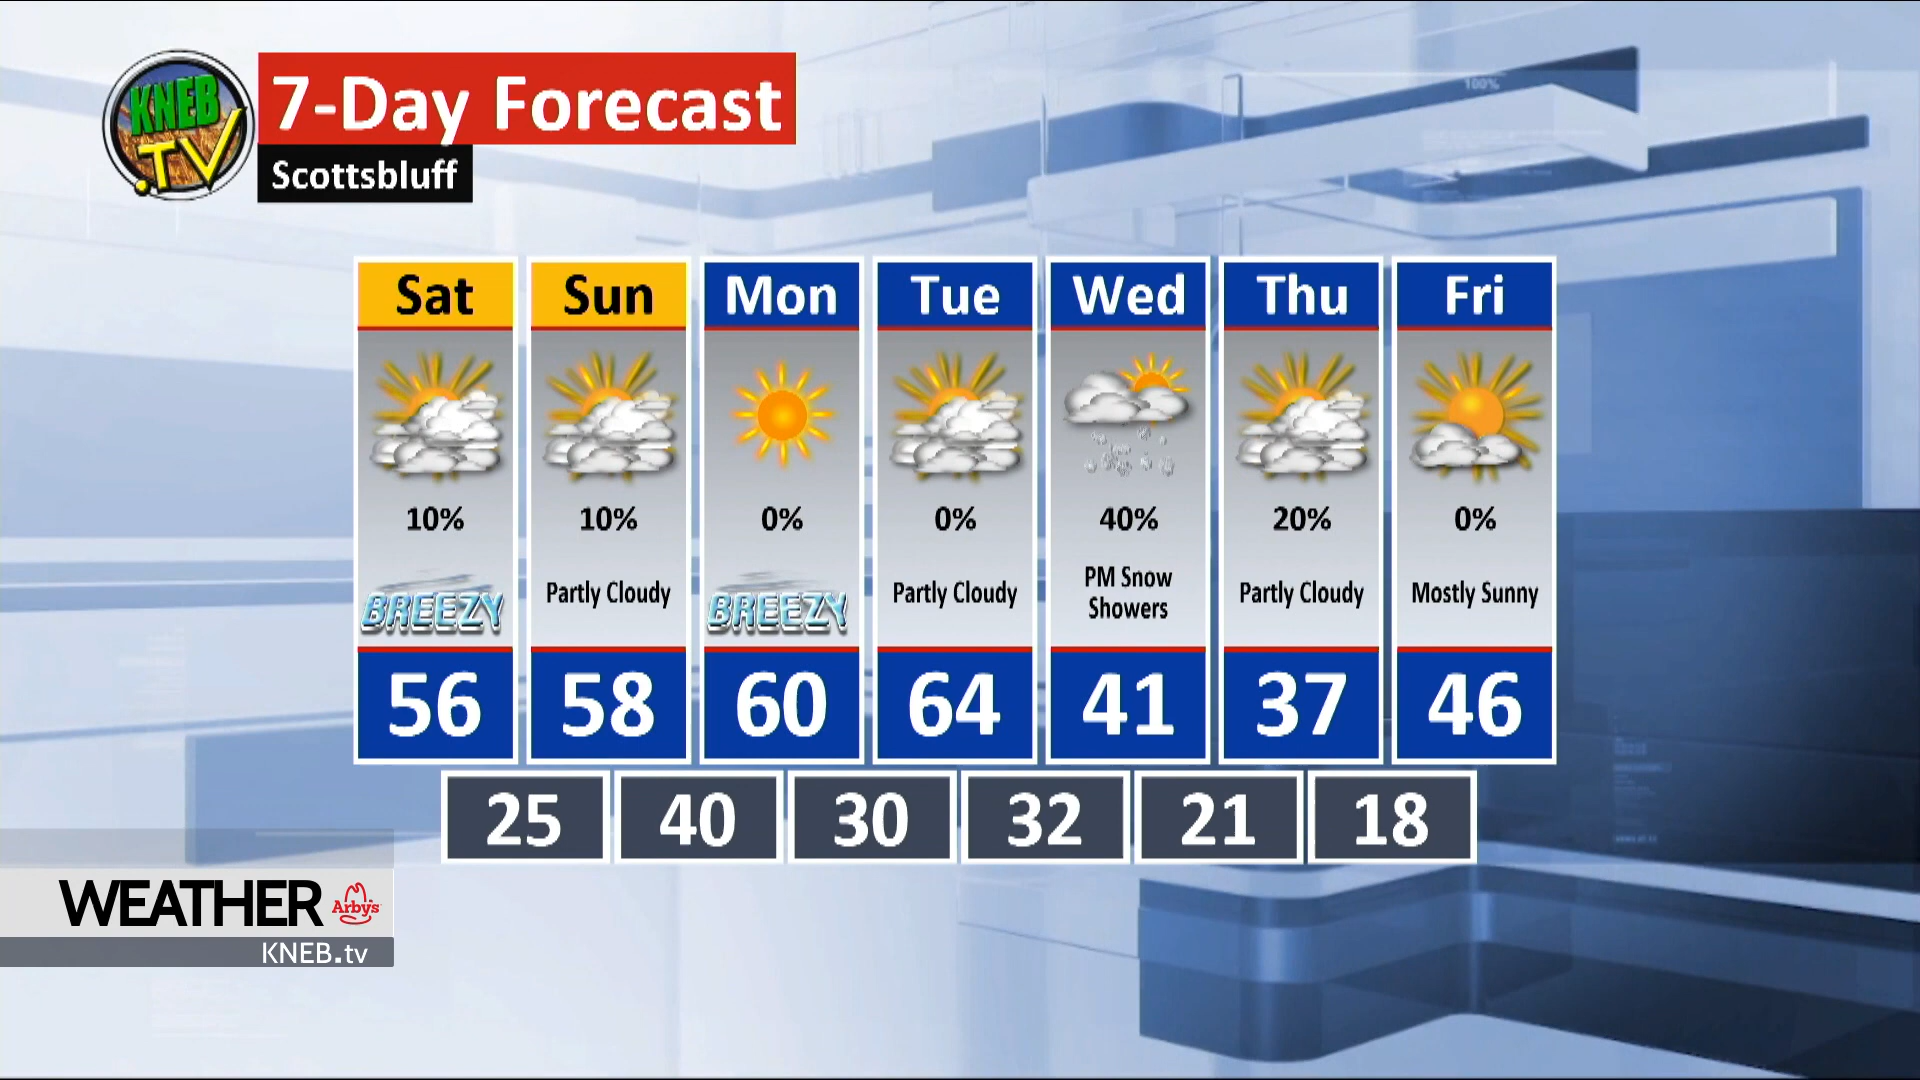 KNEB
.TV
7-Day Forecast
Scottsbluff
100%
Sat Sun Mon Tue Wed Thu Fri
10% 10% 0% 0% 40% 20% 0%
BREEZY Partly Cloudy BREEZY Partly Cloudy PM Snow Partly Cloudy Mostly Sunny
Showers
56 58 60 64 41 37 46
25 40 30 32 21 18
WEATHER Arby's
KNEB.tv